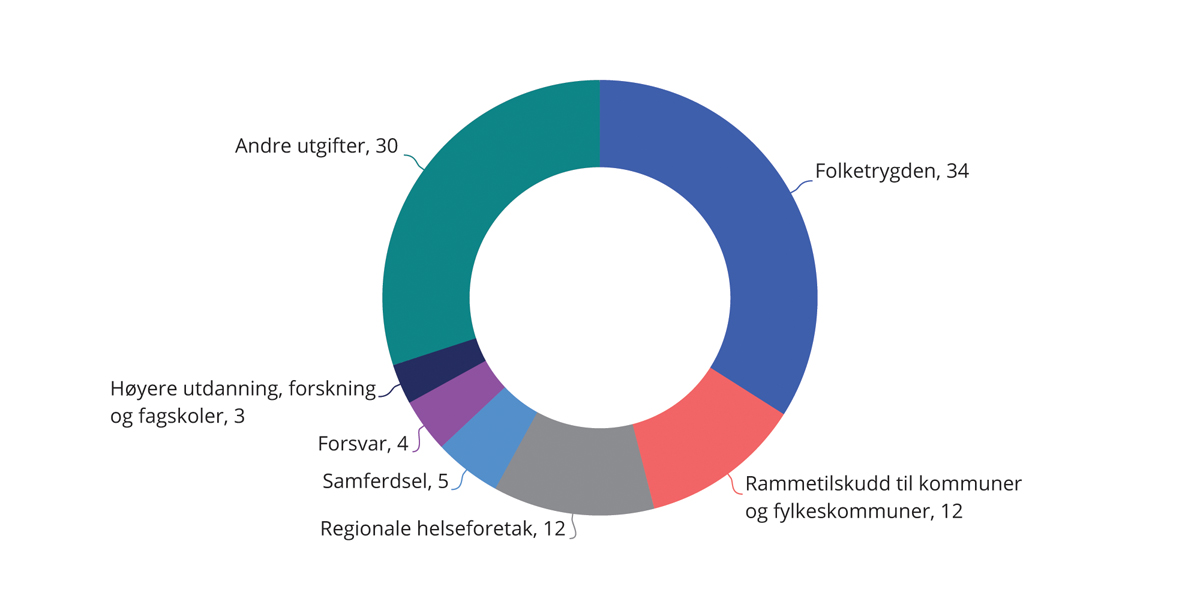 Andre utgifter, 30
Folketrygden, 34
Høyere utdanning, forskning
og fagskoler, 3
Forsvar, 4
Samferdsel, 5
Regionale helseforetak, 12
Rammetilskudd til kommuner
og fylkeskommuner, 12